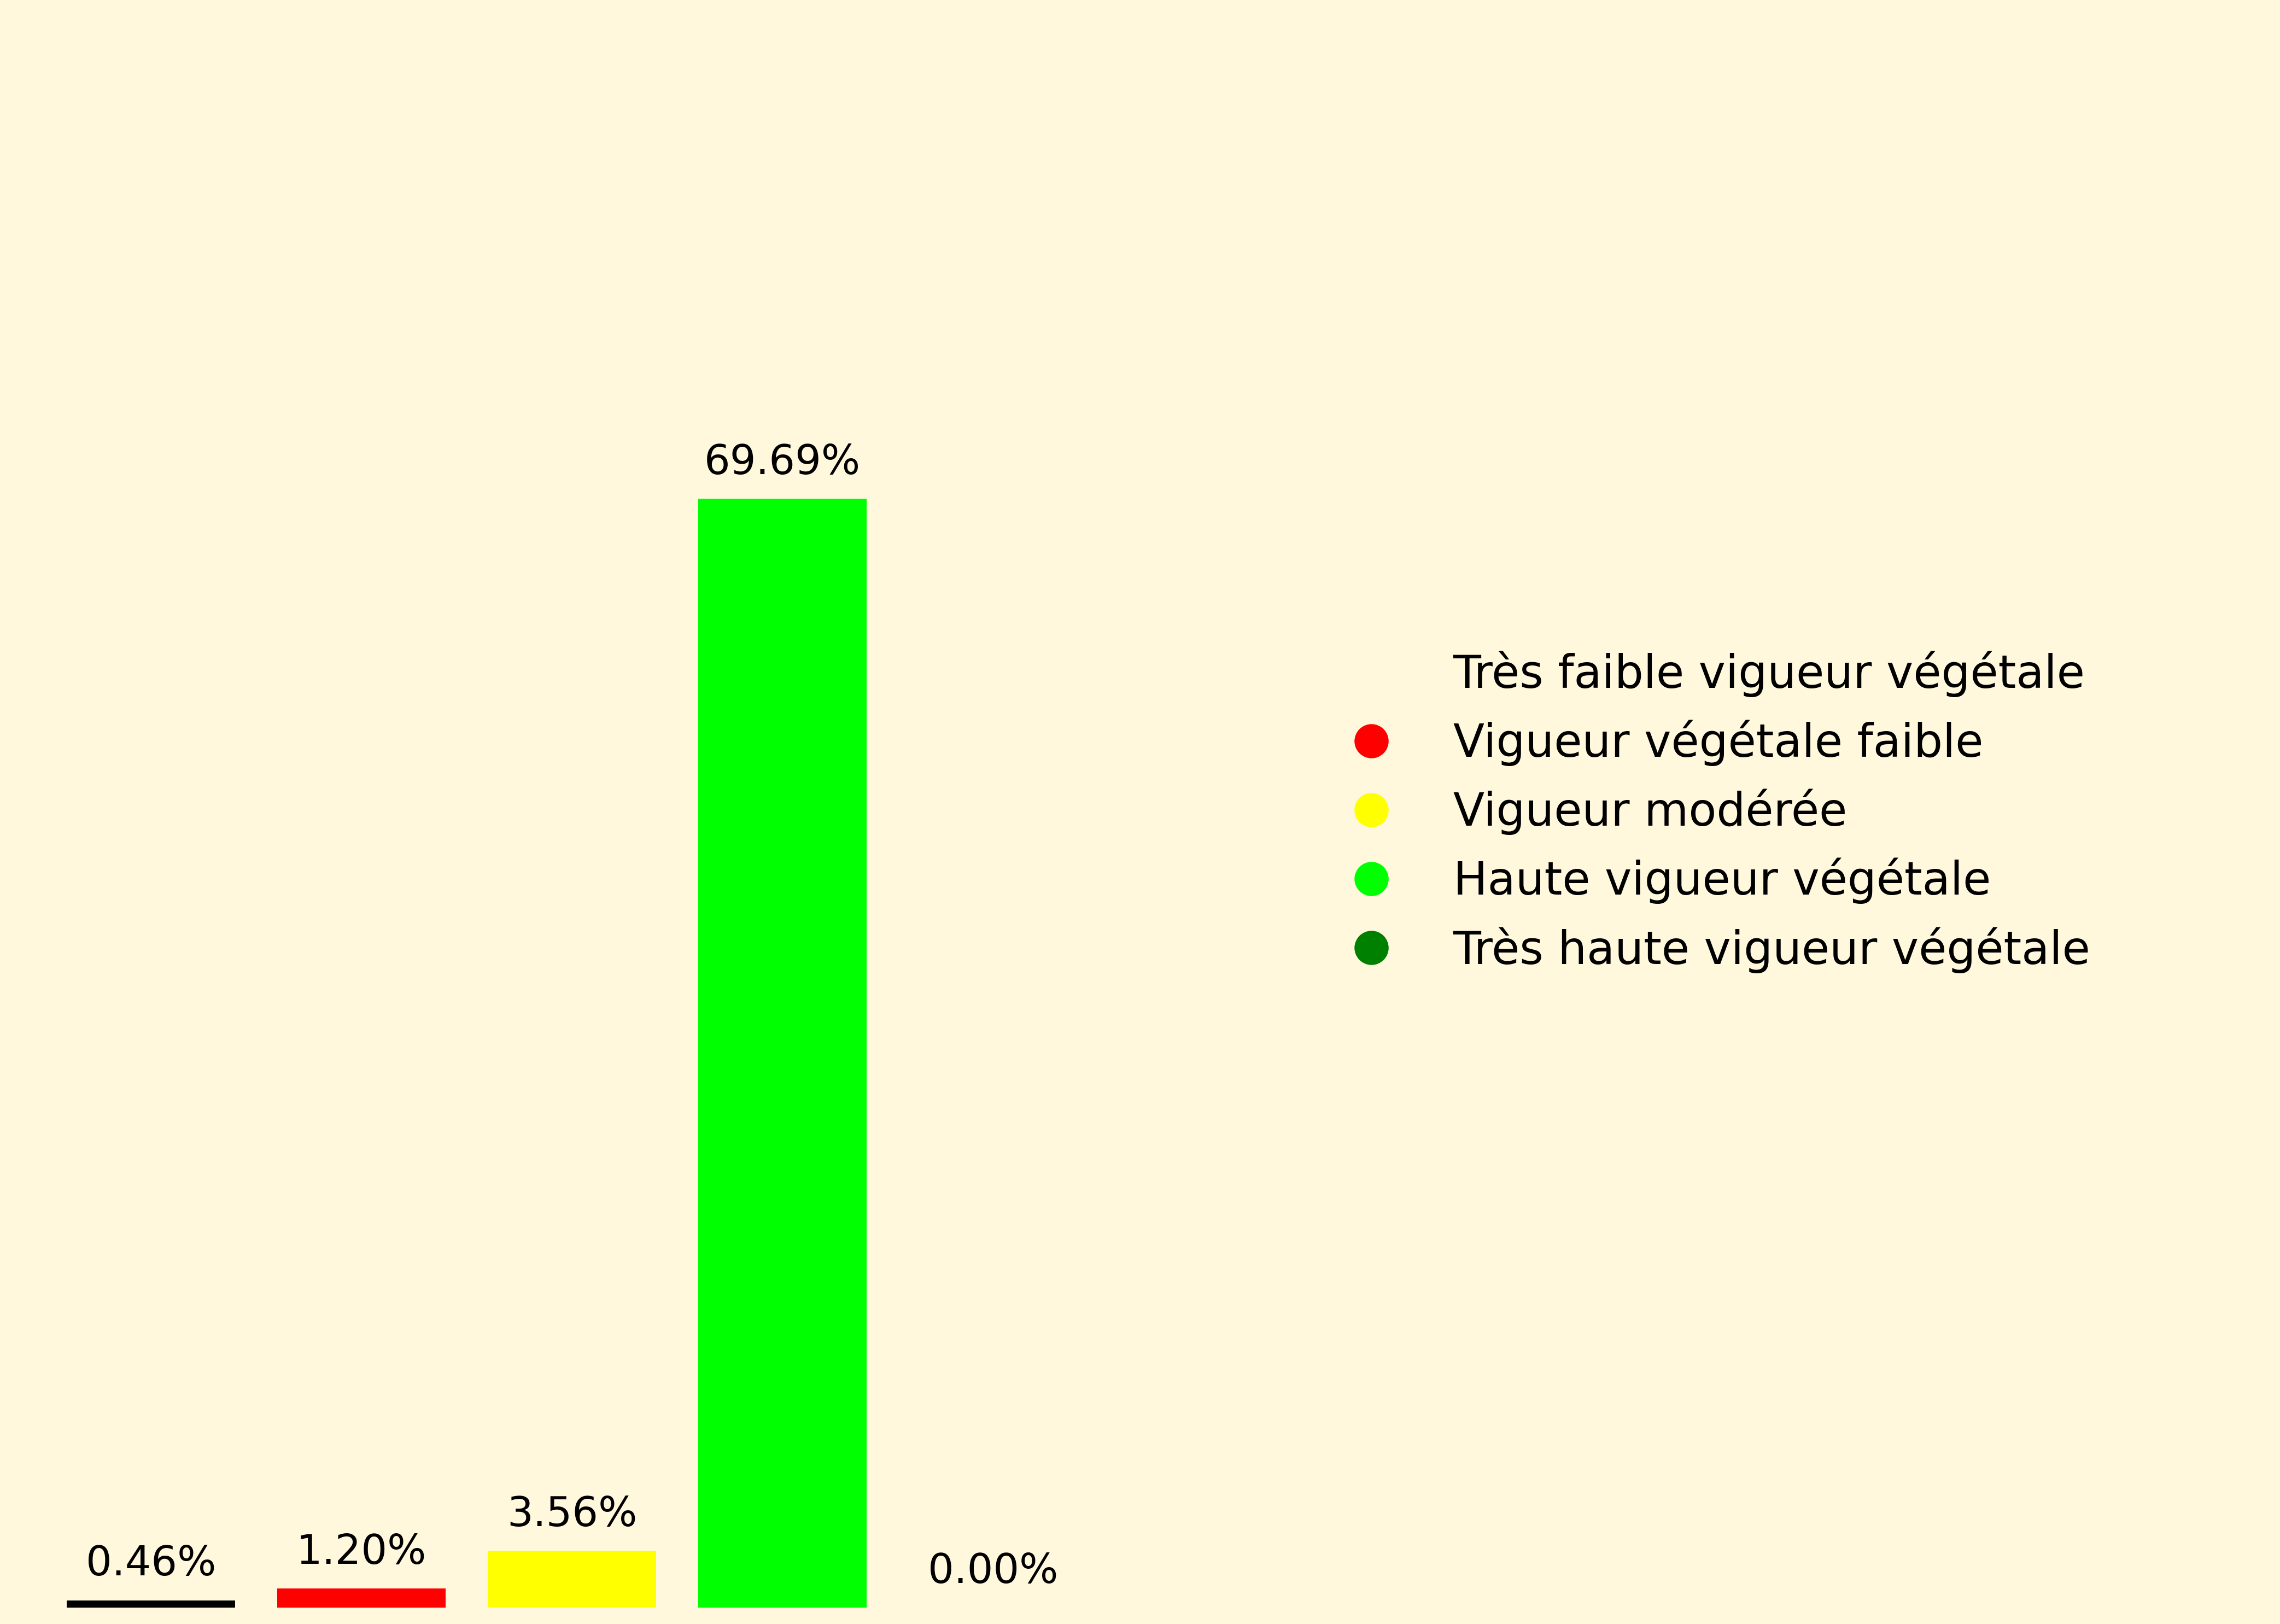 69.69%
3.56%
1.20%
0.46%
0.00%
Très faible vigueur végétale
Vigueur végétale faible
Vigueur modérée
Haute vigueur végétale
Très haute vigueur végétale